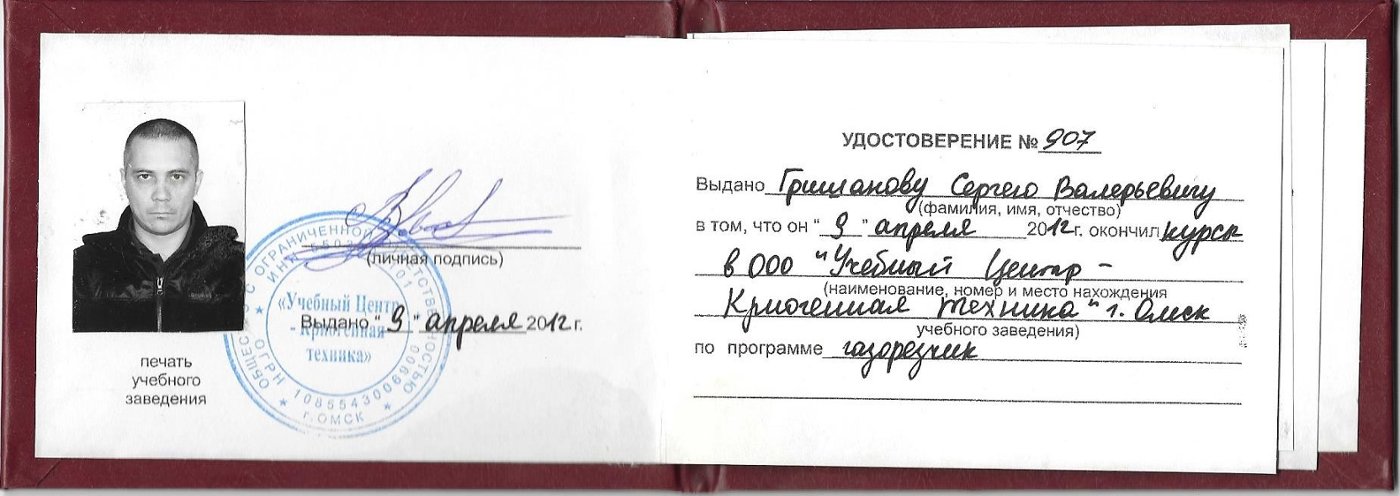 (личная подпись)
«Учебный Центр
- Криогенная
техника»
ОГРН 1085543006900
г. ОМСК
Выдано "9" апреля 2012 г.
печать
учебного
заведения
УДОСТОВЕРЕНИЕ № 907
Выдано Гришанову Сергею Валерьевичу
(фамилия, имя, отчество)
в том, что он "9" апреля 2012 г. окончил курсы
в ООО "Учебный Центр -
(наименование, номер и место нахождения
Криогенная техника" г. Омск
учебного заведения)
по программе газорезчик